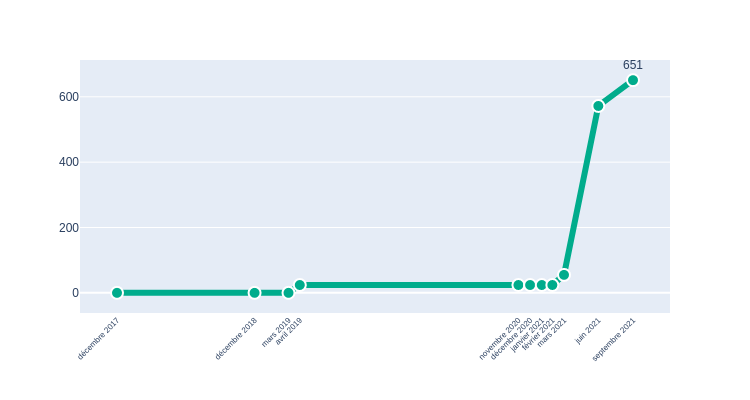 651
600
400
200
0
décembre 2017
décembre 2018
mars 2019
avril 2019
novembre 2020
décembre 2020
janvier 2021
février 2021
mars 2021
juin 2021
septembre 2021